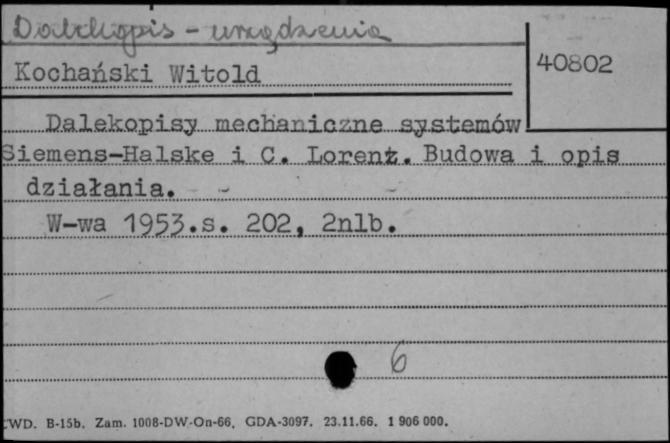 Dalekopis - urządzenia
Kochański Witold
40802
Dalekopisy mechaniczne systemów
Siemens-Halske i C. Lorenz. Budowa i opis
działania.
W-wa 1953.s. 202, 2nlb.
6
CWD. B-15b. Zam. 1008-DW-On-66. GDA-3097. 23.11.66. 1 906 000.